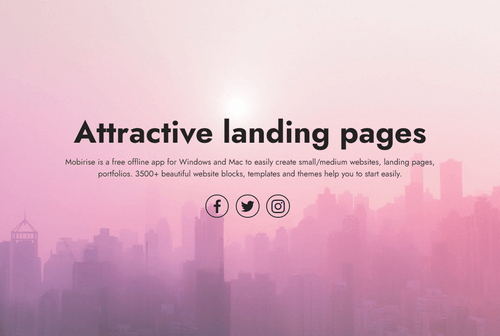 Attractive landing pages
Mobirise is a free offline app for Windows and Mac to easily create small/medium websites, landing pages,
portfolios. 3500+ beautiful website blocks, templates and themes help you to start easily.